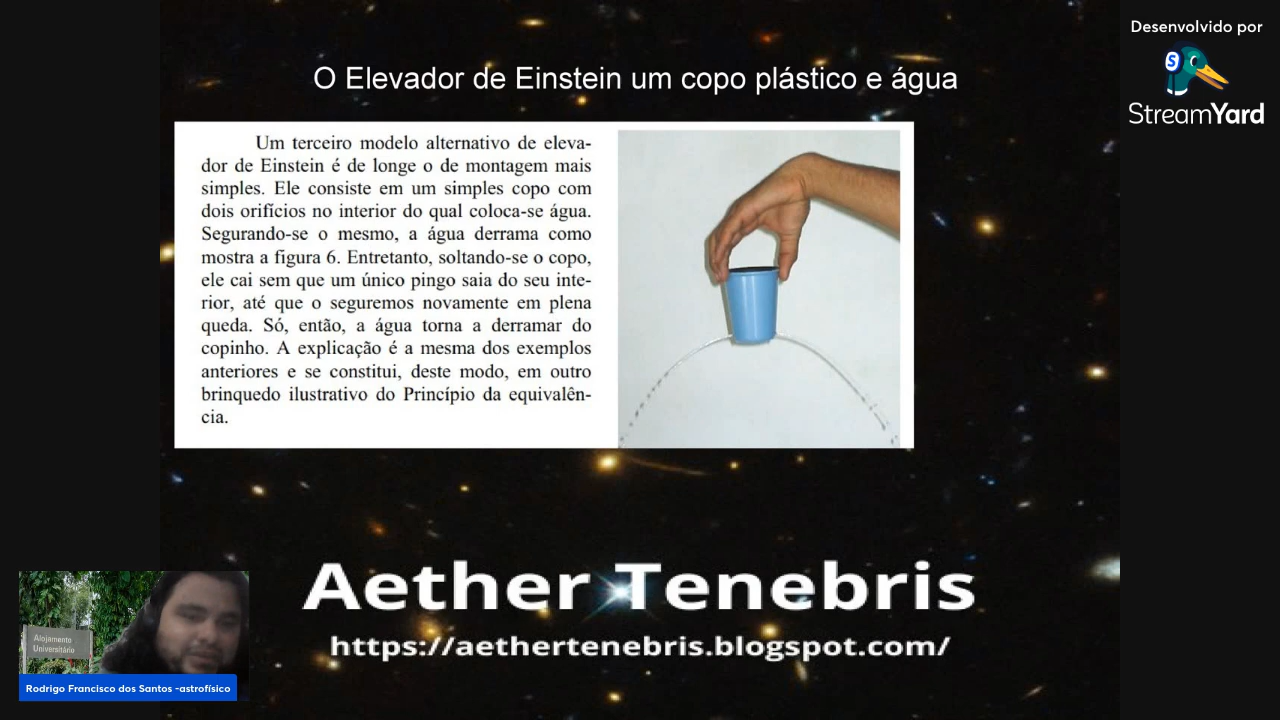 Desenvolvido por
StreamYard
O Elevador de Einstein um copo plástico e água
Um terceiro modelo alternativo de eleva-
dor de Einstein é de longe o de montagem mais
simples. Ele consiste em um simples copo com
dois orifícios no interior do qual coloca-se água.
Segurando-se o mesmo, a água derrama como
mostra a figura 6. Entretanto, soltando-se o copo,
ele cai sem que um único pingo saia do seu inte-
rior, até que o seguremos novamente em plena
queda. Só, então, a água torna a derramar do
copinho. A explicação é a mesma dos exemplos
anteriores e se constitui, deste modo, em outro
brinquedo ilustrativo do Princípio da equivalên-
cia.
Aether Tenebris
https://aethertenebris.blogspot.com/
Alojamento
Universitário
Rodrigo Francisco dos Santos -astrofísico